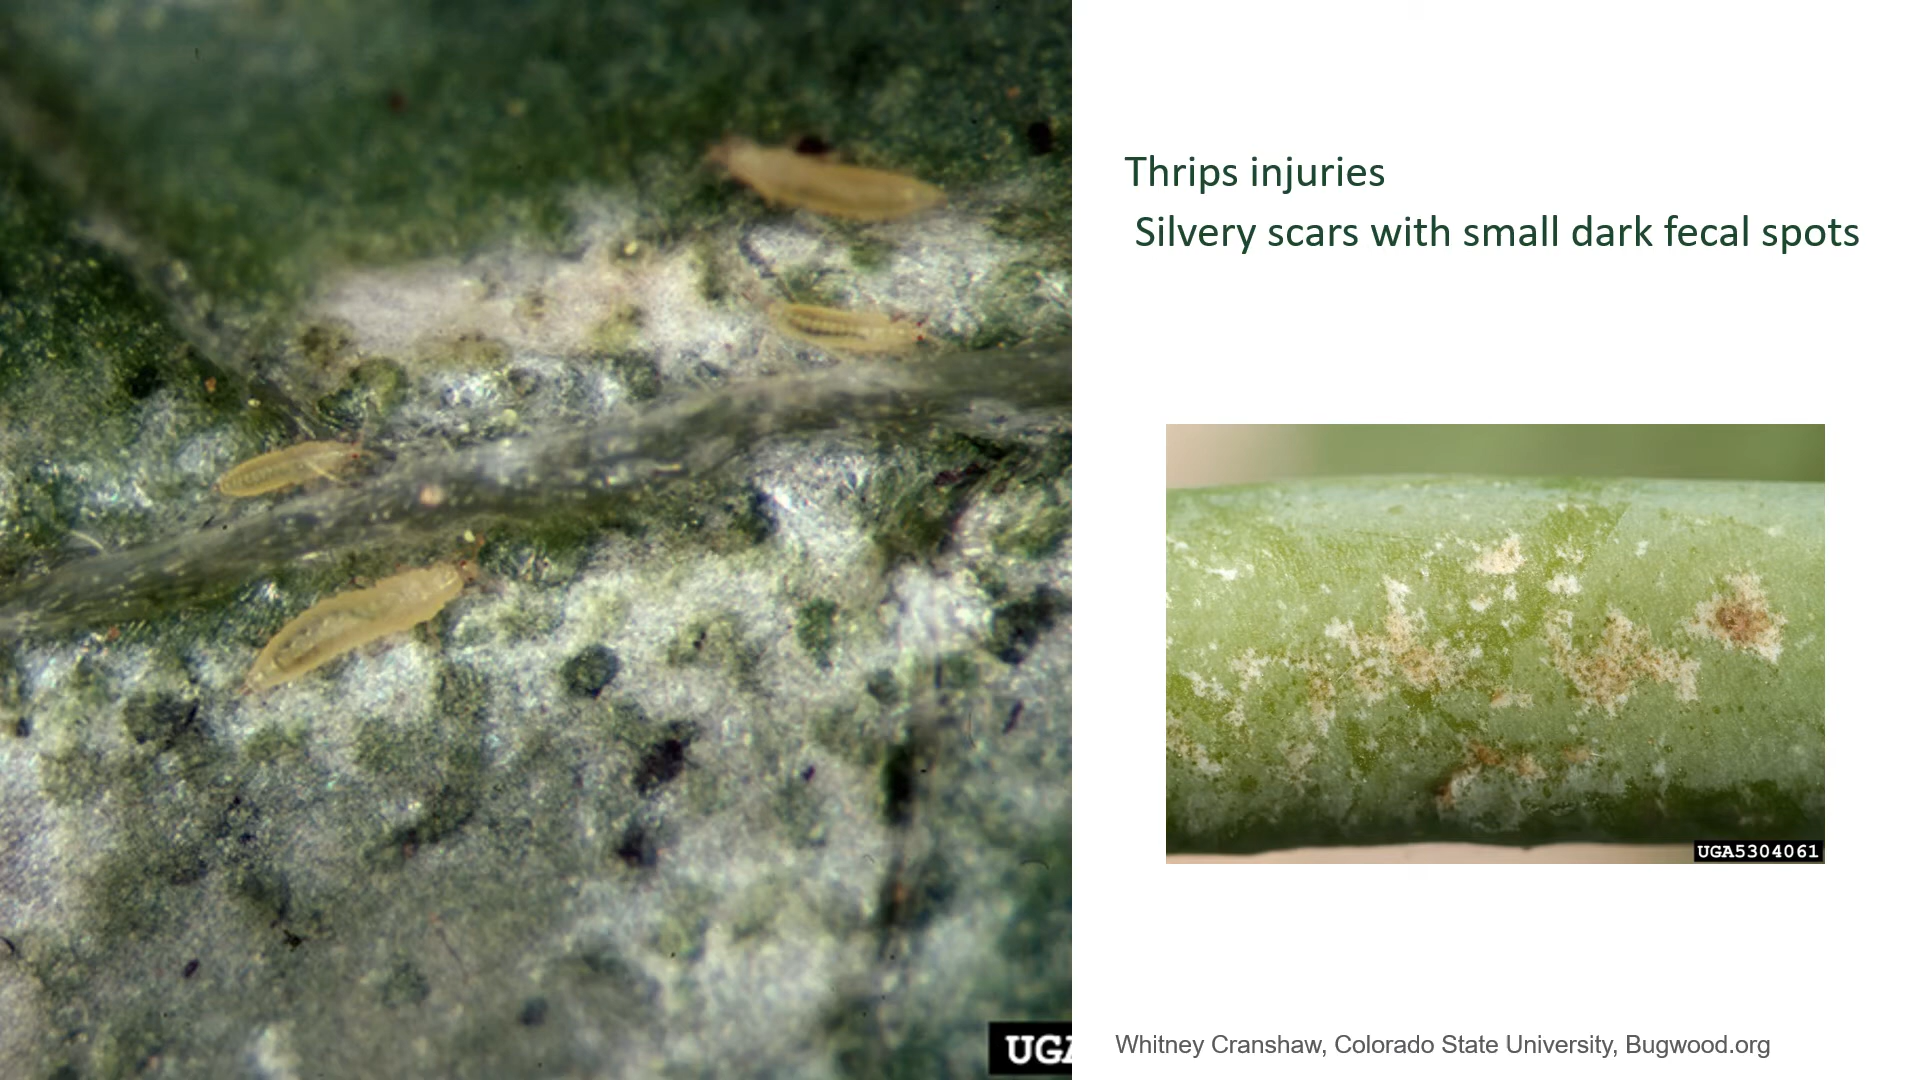 Thrips injuries
Silvery scars with small dark fecal spots
UGA5304061
UGA
Whitney Cranshaw, Colorado State University, Bugwood.org